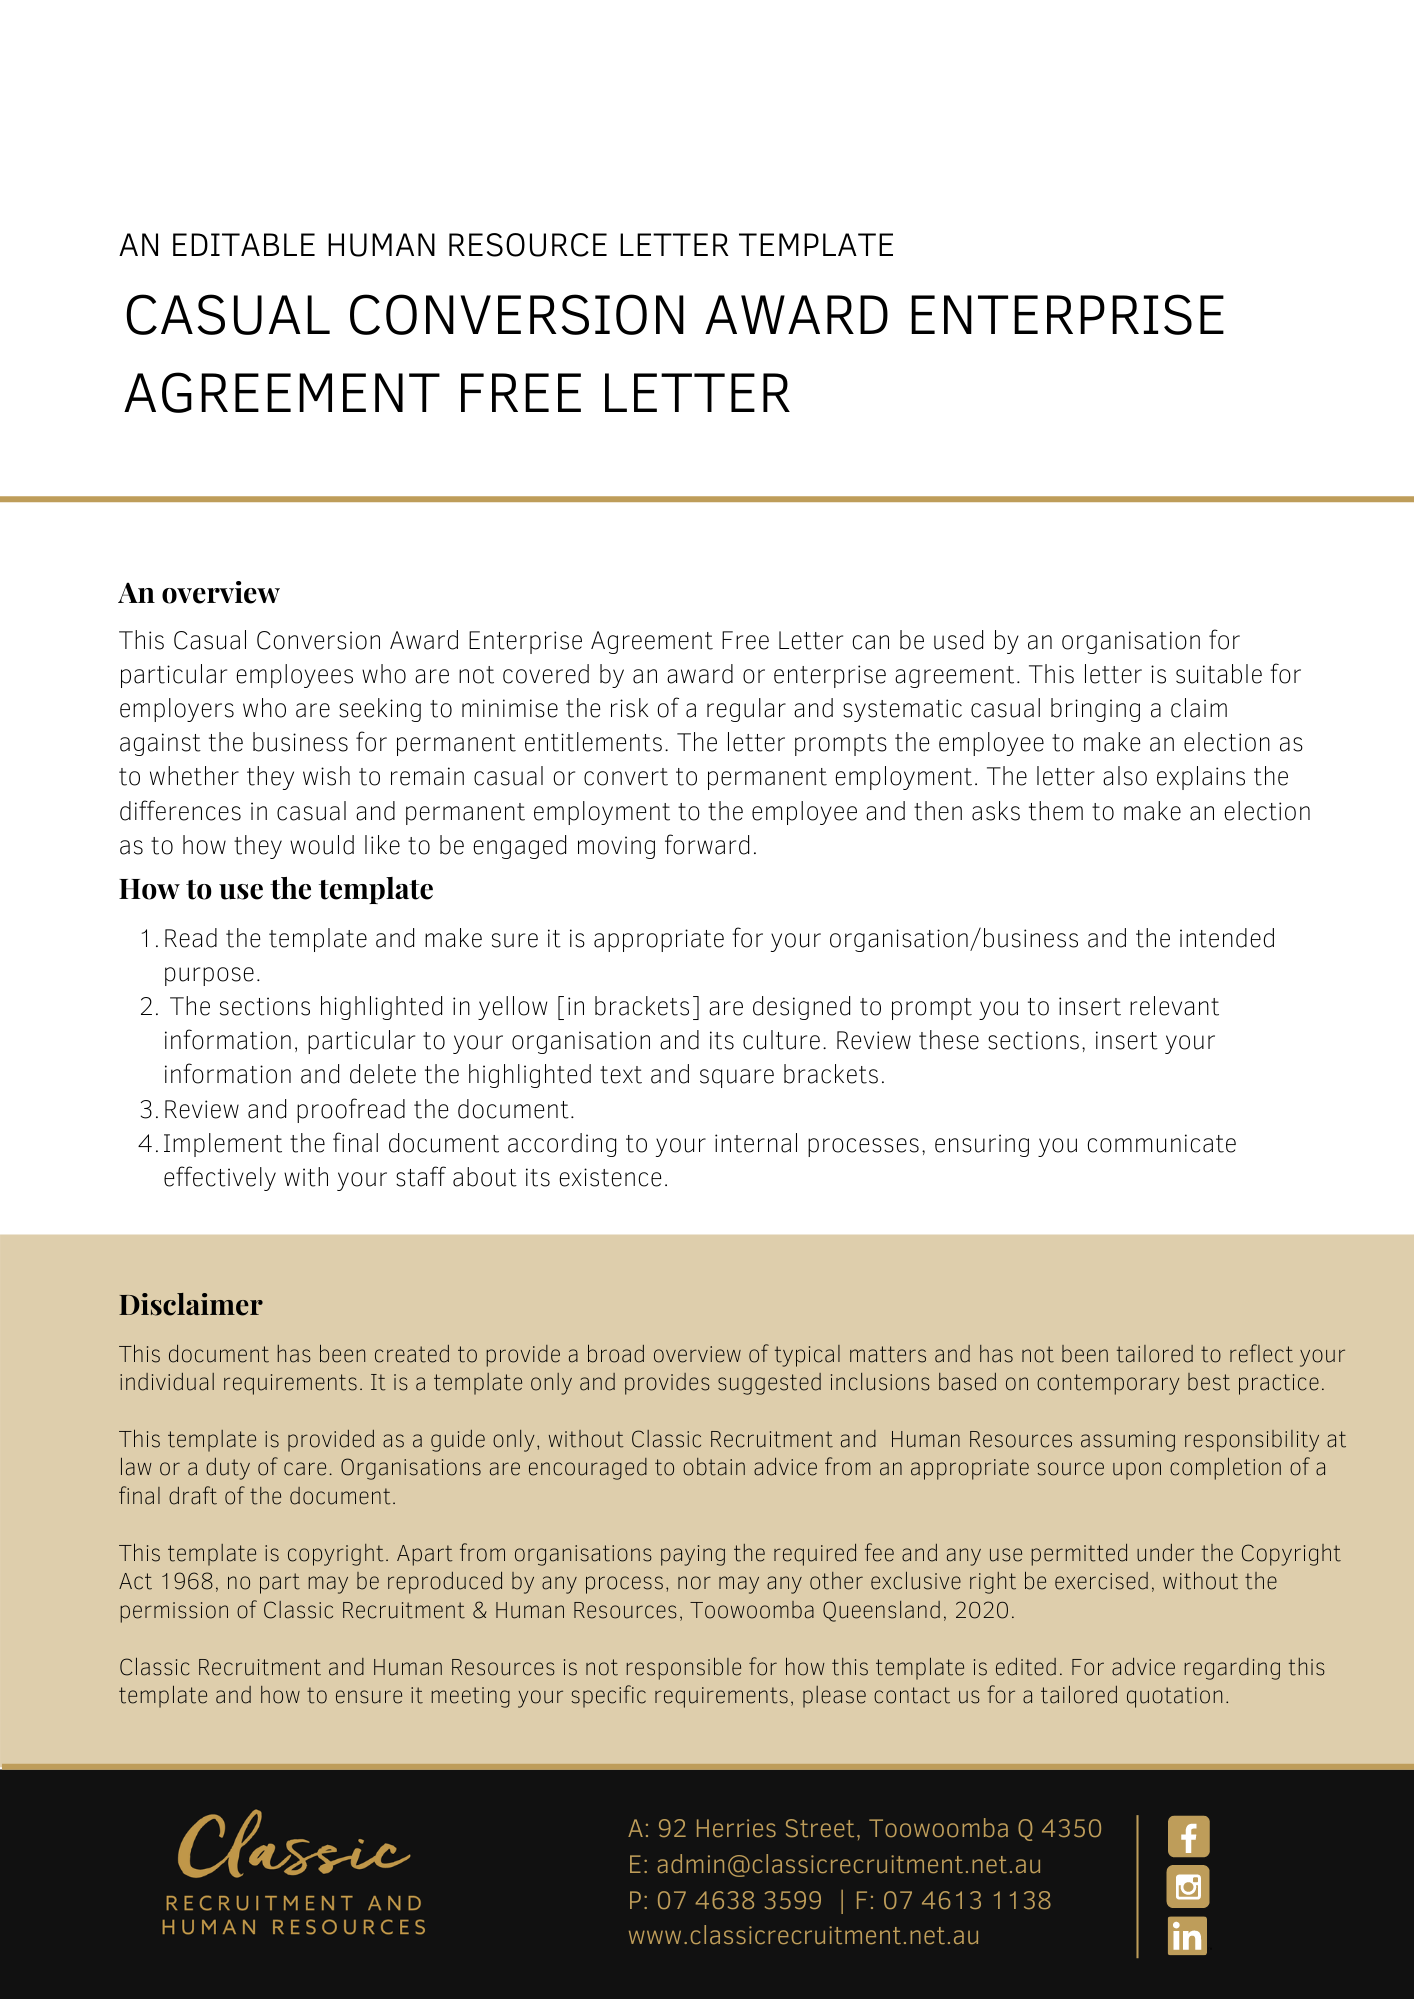 AN EDITABLE HUMAN RESOURCE LETTER TEMPLATE
CASUAL CONVERSION AWARD ENTERPRISE
AGREEMENT FREE LETTER
An overview
This Casual Conversion Award Enterprise Agreement Free Letter can be used by an organisation for
particular employees who are not covered by an award or enterprise agreement. This letter is suitable for
employers who are seeking to minimise the risk of a regular and systematic casual bringing a claim
against the business for permanent entitlements. The letter prompts the employee to make an election as
to whether they wish to remain casual or convert to permanent employment. The letter also explains the
differences in casual and permanent employment to the employee and then asks them to make an election
as to how they would like to be engaged moving forward.
How to use the template
1. Read the template and make sure it is appropriate for your organisation/business and the intended
purpose.
2. The sections highlighted in yellow [in brackets] are designed to prompt you to insert relevant
information, particular to your organisation and its culture. Review these sections, insert your
information and delete the highlighted text and square brackets.
3. Review and proofread the document.
4. Implement the final document according to your internal processes, ensuring you communicate
effectively with your staff about its existence.
Disclaimer
This document has been created to provide a broad overview of typical matters and has not been tailored to reflect your
individual requirements. It is a template only and provides suggested inclusions based on contemporary best practice.
This template is provided as a guide only, without Classic Recruitment and Human Resources assuming responsibility at
law or a duty of care. Organisations are encouraged to obtain advice from an appropriate source upon completion of a
final draft of the document.
This template is copyright. Apart from organisations paying the required fee and any use permitted under the Copyright
Act 1968, no part may be reproduced by any process, nor may any other exclusive right be exercised, without the
permission of Classic Recruitment & Human Resources, Toowoomba Queensland, 2020.
Classic Recruitment and Human Resources is not responsible for how this template is edited. For advice regarding this
template and how to ensure it meeting your specific requirements, please contact us for a tailored quotation.
Classic
RECRUITMENT AND
HUMAN RESOURCES
A: 92 Herries Street, Toowoomba Q 4350
E: admin@classicrecruitment.net.au
P: 07 4638 3599 | F: 07 4613 1138
www.classicrecruitment.net.au